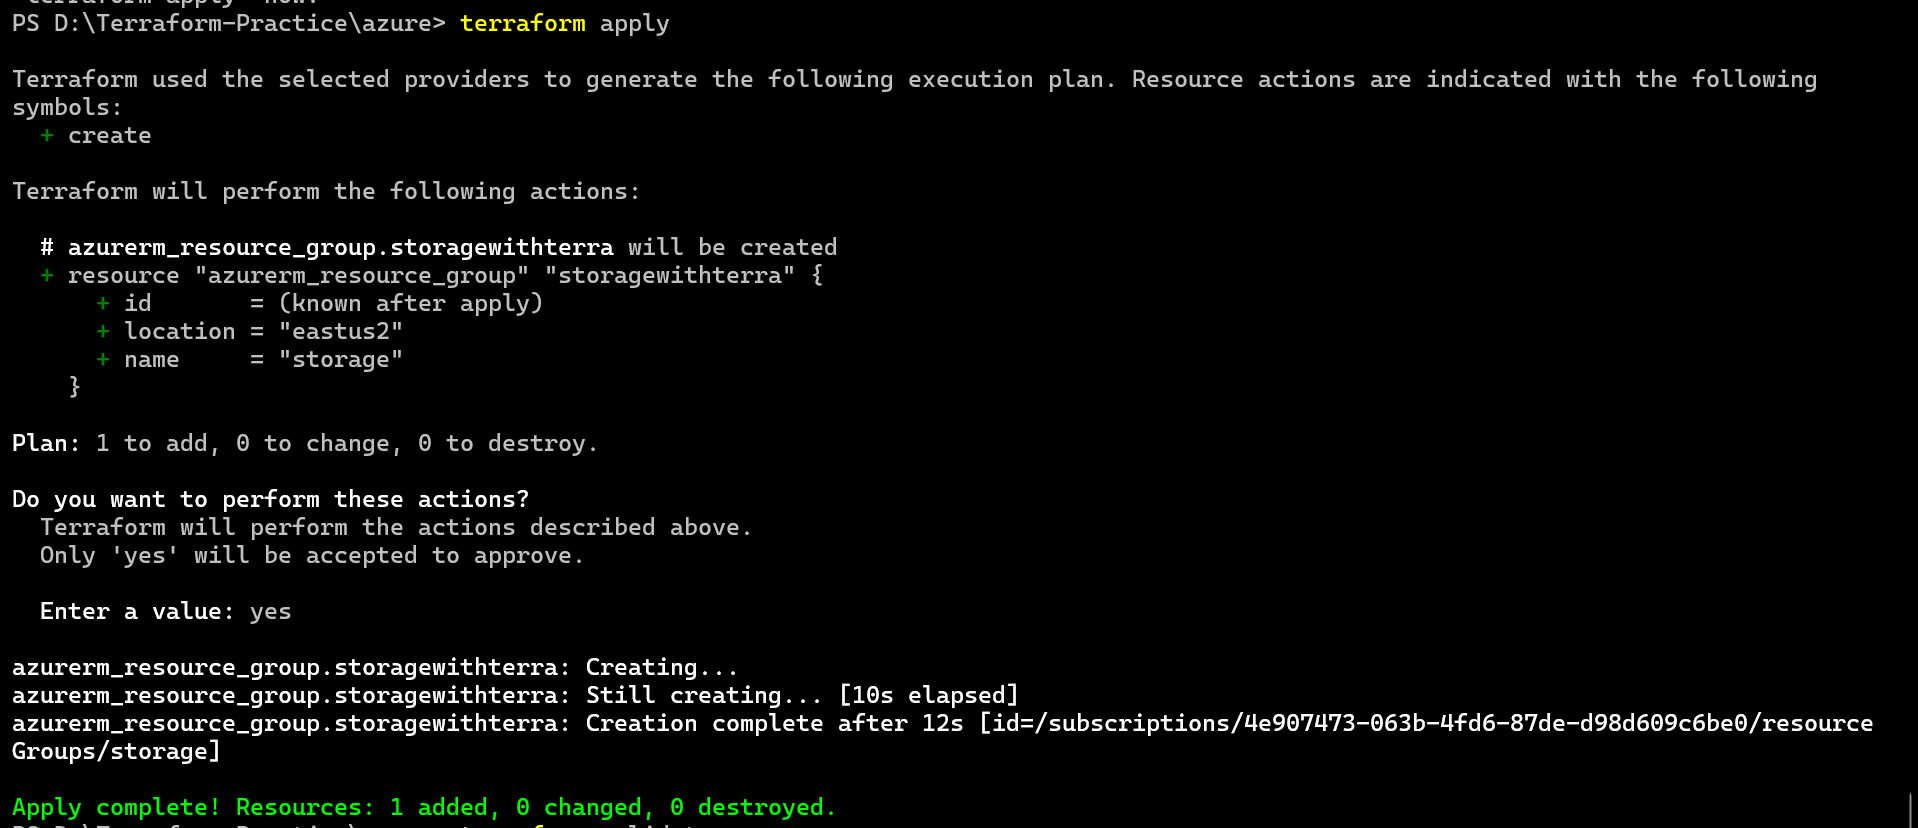 PS D:\Terraform-Practice\azure> terraform apply
Terraform used the selected providers to generate the following execution plan. Resource actions are indicated with the following
symbols:
+ create
Terraform will perform the following actions:
# azurerm_resource_group.storagewithterra will be created
+ resource "azurerm_resource_group" "storagewithterra" {
+ id       = (known after apply)
+ location = "eastus2"
+ name     = "storage"
}
Plan: 1 to add, 0 to change, 0 to destroy.
Do you want to perform these actions?
Terraform will perform the actions described above.
Only 'yes' will be accepted to approve.
Enter a value: yes
azurerm_resource_group.storagewithterra: Creating...
azurerm_resource_group.storagewithterra: Still creating... [10s elapsed]
azurerm_resource_group.storagewithterra: Creation complete after 12s [id=/subscriptions/4e907473-063b-4fd6-87de-d98d609c6be0/resource
Groups/storage]
Apply complete! Resources: 1 added, 0 changed, 0 destroyed.